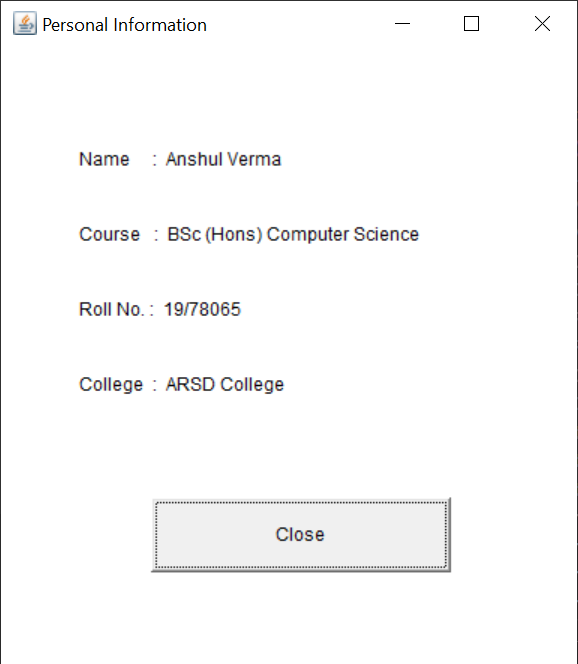 Personal Information
Name : Anshul Verma
Course : BSc (Hons) Computer Science
Roll No. : 19/78065
College : ARSD College
Close